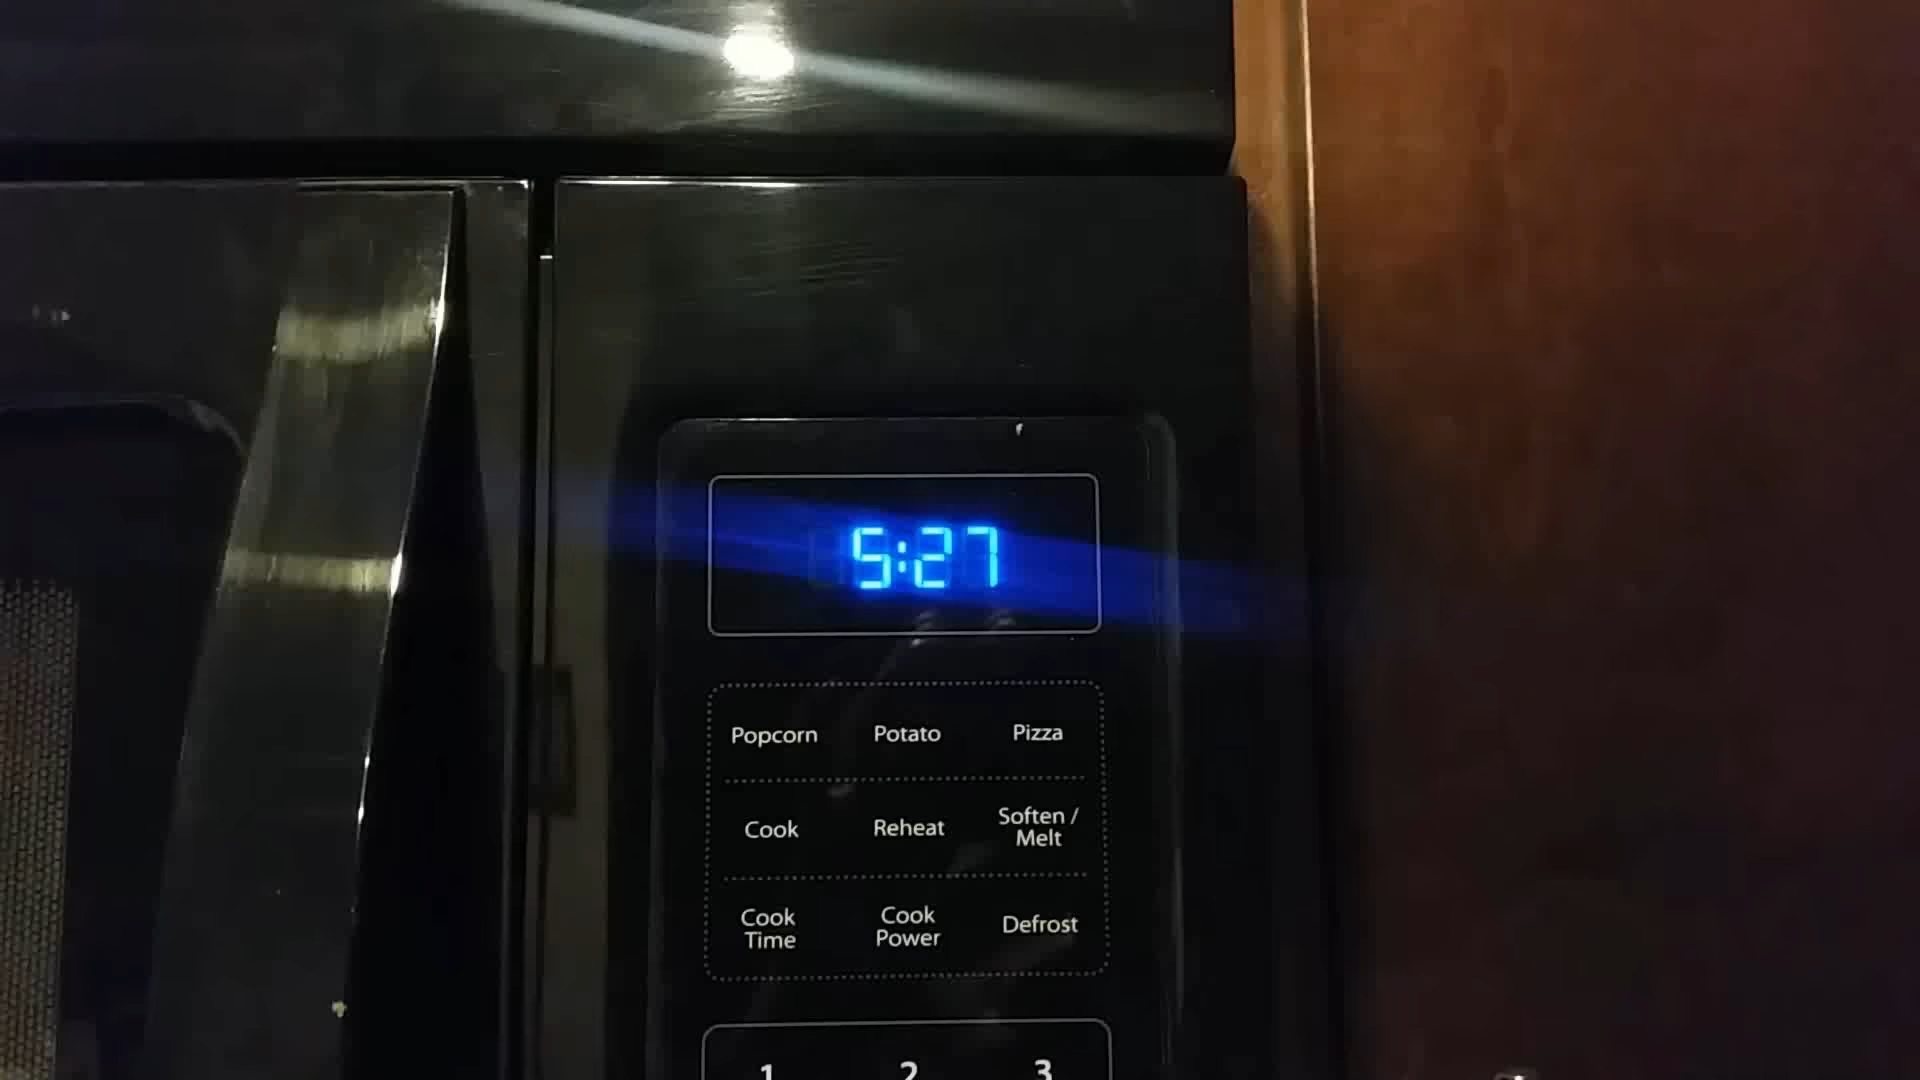 5:27
Popcorn Potato Pizza
Cook Reheat Soften /
Melt
Cook Time Cook Power Defrost
1 2 3